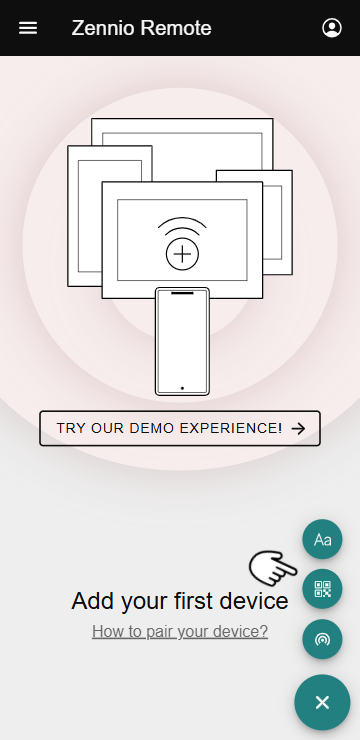 Zennio Remote
TRY OUR DEMO EXPERIENCE!
Aa
Add your first device
How to pair your device?